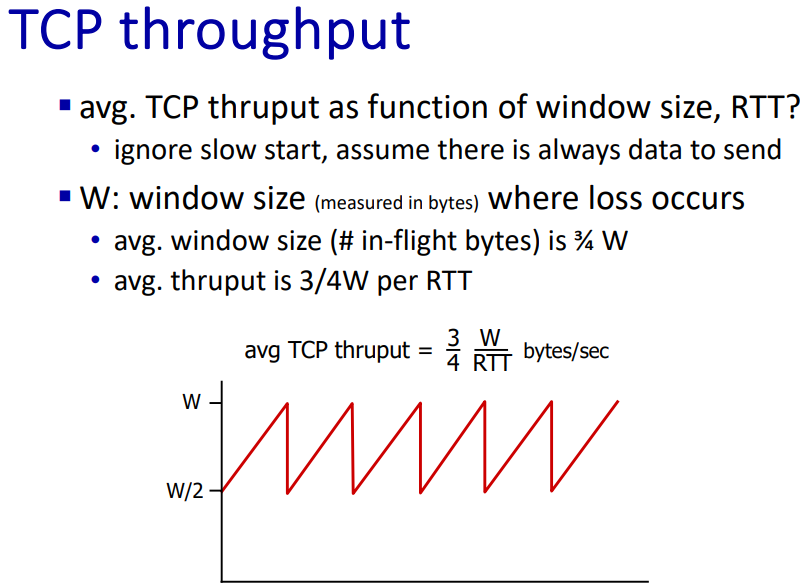 TCP throughput
▪ avg. TCP thruput as function of window size, RTT?
• ignore slow start, assume there is always data to send
▪ W: window size (measured in bytes) where loss occurs
• avg. window size (# in-flight bytes) is ¾ W
• avg. thruput is 3/4W per RTT
avg TCP thruput = 3/4 W/RTT bytes/sec
W
W/2